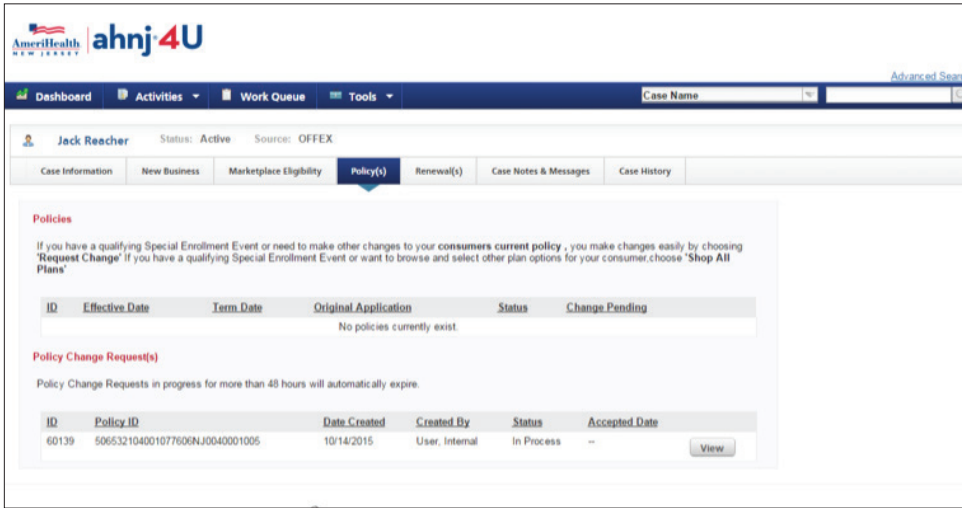 AmeriHealth
NEW JERSEY
ahnj·4U
Advanced Sear
Dashboard Activities Work Queue Tools Case Name
Jack Reacher Status: Active Source: OFFEX
Case Information New Business Marketplace Eligibility Policy(s) Renewal(s) Case Notes & Messages Case History
Policies
If you have a qualifying Special Enrollment Event or need to make other changes to your consumers current policy , you make changes easily by choosing
'Request Change' If you have a qualifying Special Enrollment Event or want to browse and select other plan options for your consumer,choose 'Shop All
Plans'
ID Effective Date Term Date Original Application Status Change Pending
No policies currently exist.
Policy Change Request(s)
Policy Change Requests in progress for more than 48 hours will automatically expire.
ID Policy ID Date Created Created By Status Accepted Date
60139 506532104001077606NJ0040001005 10/14/2015 User, Internal In Process --
View